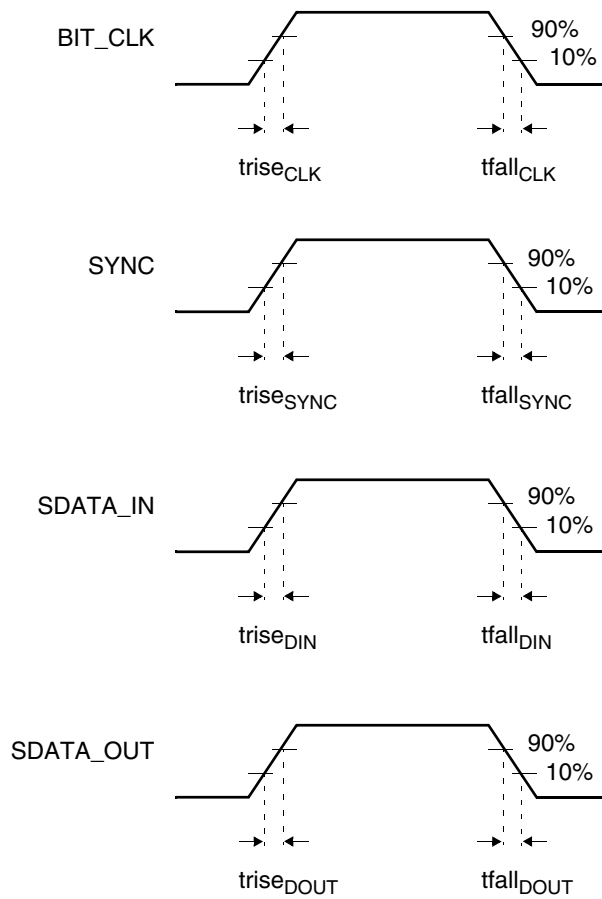 BIT_CLK
90%
10%
triseCLK
tfallCLK
SYNC
90%
10%
triseSYNC
tfallSYNC
SDATA_IN
90%
10%
triseDIN
tfallDIN
SDATA_OUT
90%
10%
triseDOUT
tfallDOUT